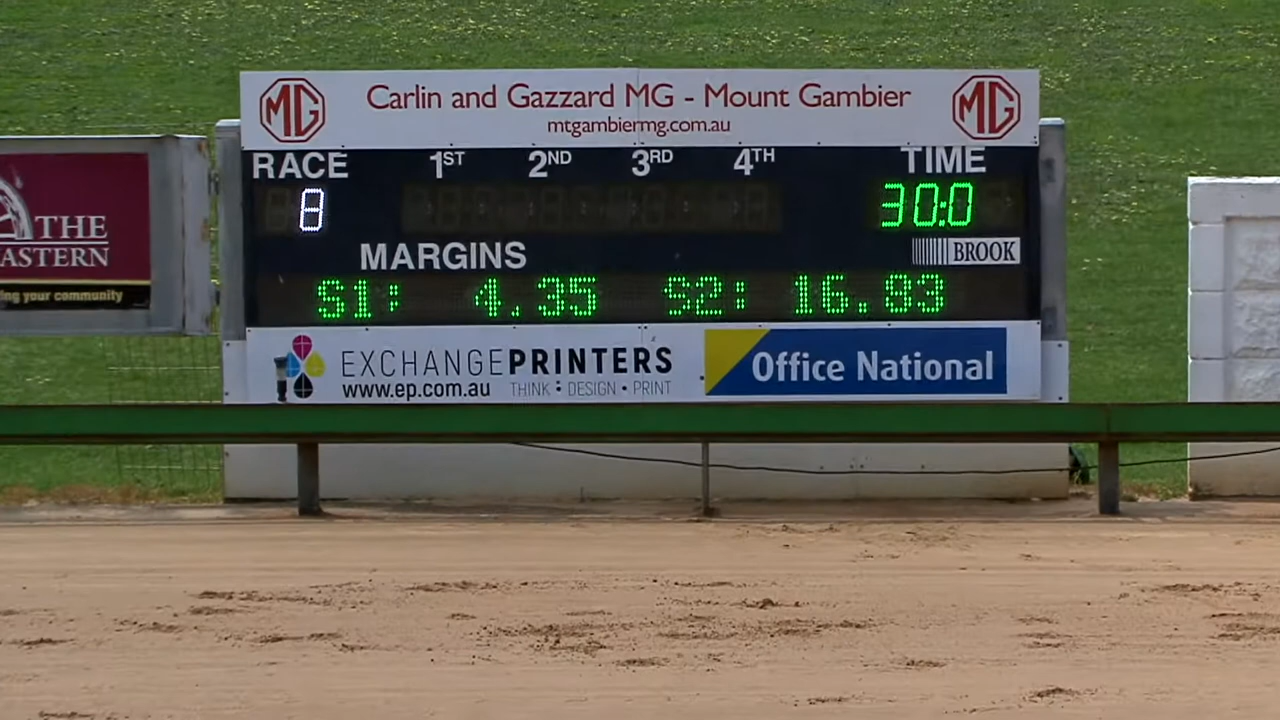 MG Carlin and Gazzard MG - Mount Gambier MG
mtgambiermg.com.au
RACE 1ST 2ND 3RD 4TH TIME
8 30:0
MARGINS BROOK
S1: 4.35 S2: 16.83
EXCHANGEPRINTERS
www.ep.com.au THINK : DESIGN • PRINT
Office National
THE
ASTERN
ing your community